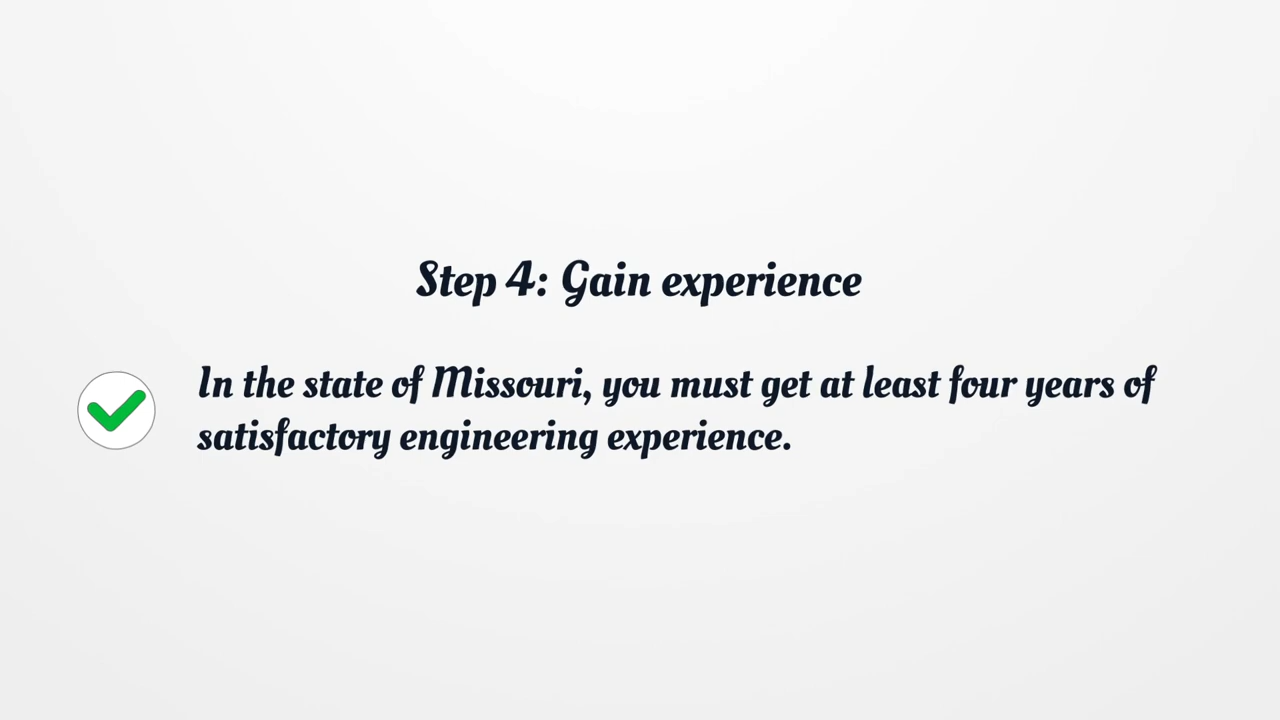 Step 4: Gain experience
In the state of Missouri, you must get at least four years of
satisfactory engineering experience.